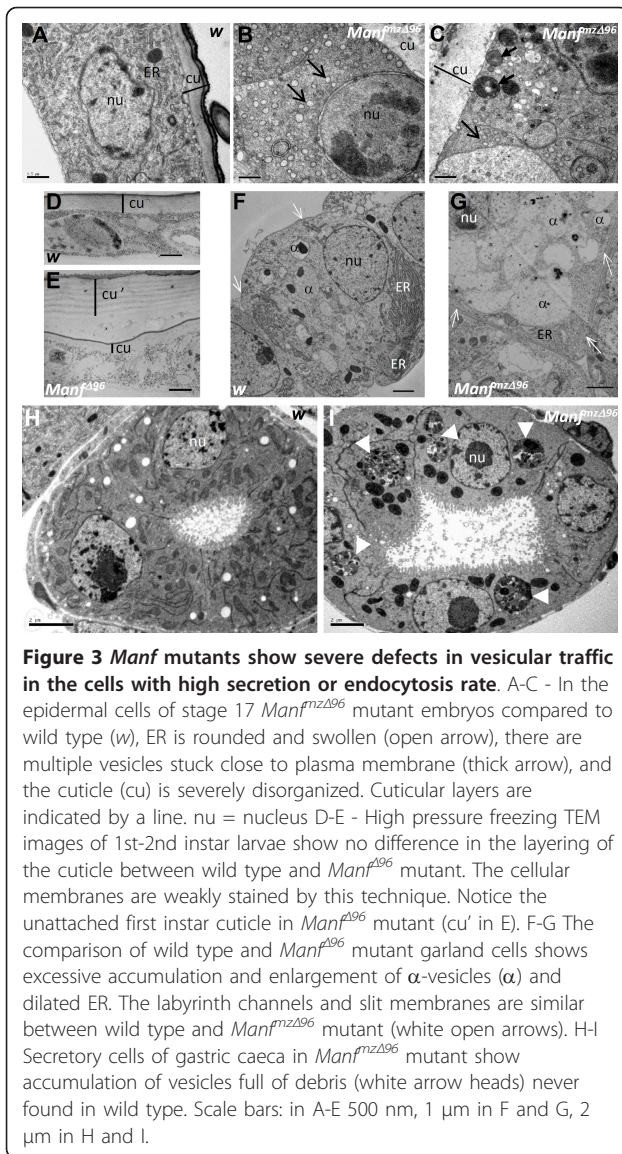 A
w
ER
cu
nu
B
Manf^mzΔ96
cu
nu
C
Manf^mzΔ96
cu
D
cu
w
E
cu'
cu
Manf^Δ96
F
α
α
nu
ER
ER
w
G
nu
α
α
α
ER
Manf^mzΔ96
H
w
nu
2 µm
I
Manf^mzΔ96
nu
2 µm
Figure 3 Manf mutants show severe defects in vesicular traffic
in the cells with high secretion or endocytosis rate. A-C - In the
epidermal cells of stage 17 Manf^mzΔ96 mutant embryos compared to
wild type (w), ER is rounded and swollen (open arrow), there are
multiple vesicles stuck close to plasma membrane (thick arrow), and
the cuticle (cu) is severely disorganized. Cuticular layers are
indicated by a line. nu = nucleus D-E - High pressure freezing TEM
images of 1st-2nd instar larvae show no difference in the layering of
the cuticle between wild type and Manf^Δ96 mutant. The cellular
membranes are weakly stained by this technique. Notice the
unattached first instar cuticle in Manf^Δ96 mutant (cu' in E). F-G The
comparison of wild type and Manf^Δ96 mutant garland cells shows
excessive accumulation and enlargement of α-vesicles (α) and
dilated ER. The labyrinth channels and slit membranes are similar
between wild type and Manf^mzΔ96 mutant (white open arrows). H-I
Secretory cells of gastric caeca in Manf^mzΔ96 mutant show
accumulation of vesicles full of debris (white arrow heads) never
found in wild type. Scale bars: in A-E 500 nm, 1 µm in F and G, 2
µm in H and I.